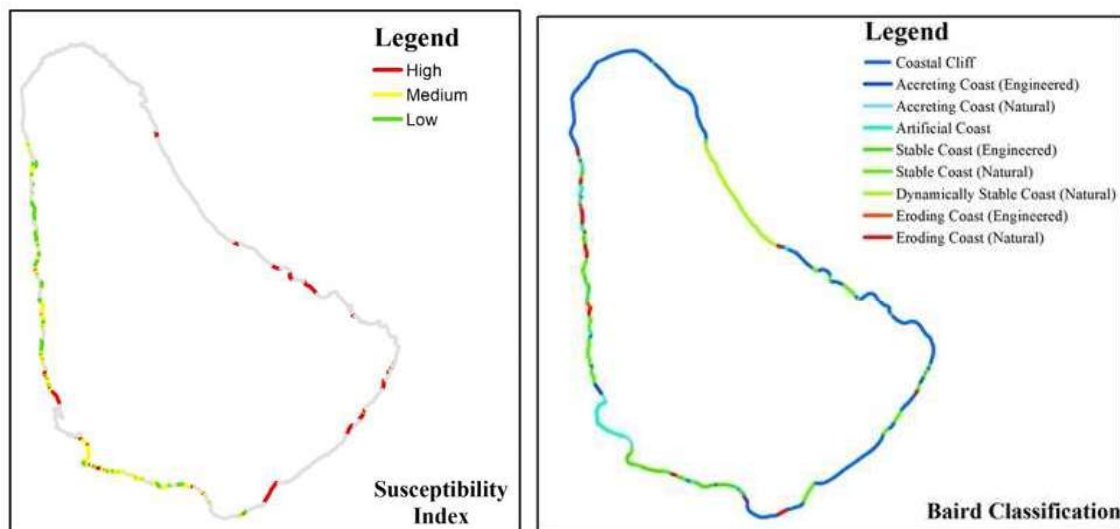 Legend
High
Medium
Low
Susceptibility
Index
Legend
Coastal Cliff
Accreting Coast (Engineered)
Accreting Coast (Natural)
Artificial Coast
Stable Coast (Engineered)
Stable Coast (Natural)
Dynamically Stable Coast (Natural)
Eroding Coast (Engineered)
Eroding Coast (Natural)
Baird Classification